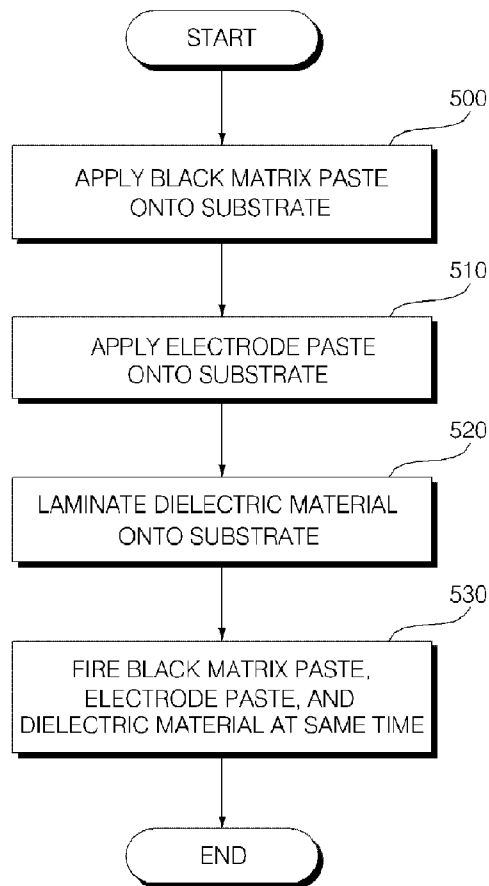 START
500
APPLY BLACK MATRIX PASTE
ONTO SUBSTRATE
510
APPLY ELECTRODE PASTE
ONTO SUBSTRATE
520
LAMINATE DIELECTRIC MATERIAL
ONTO SUBSTRATE
530
FIRE BLACK MATRIX PASTE,
ELECTRODE PASTE, AND
DIELECTRIC MATERIAL AT SAME TIME
END